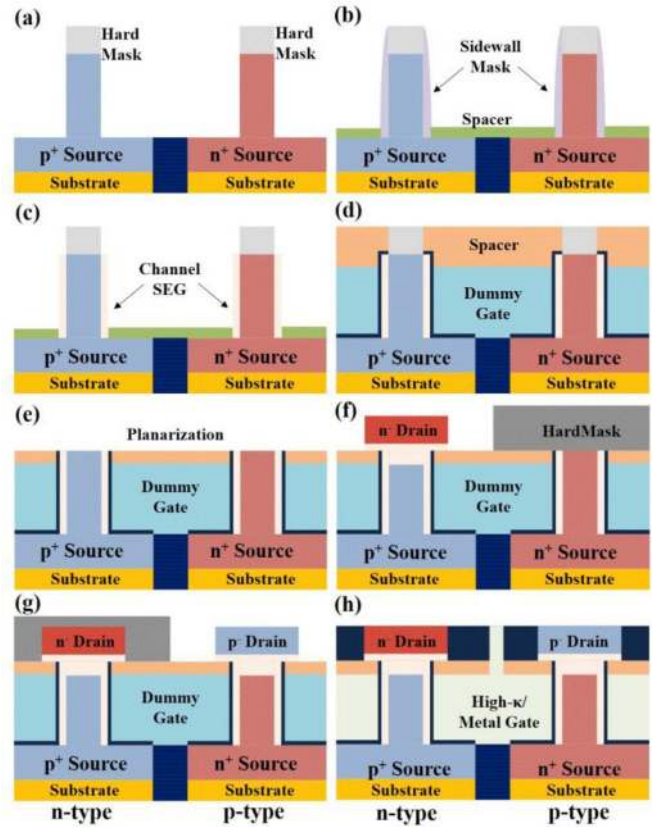 (a)
Hard
Mask
Hard
Mask
p+ Source
n+ Source
Substrate
Substrate
(b)
Sidewall
Mask
Spacer
p+ Source
n+ Source
Substrate
Substrate
(c)
Channel
SEG
p+ Source
n+ Source
Substrate
Substrate
(d)
Spacer
Dummy
Gate
p+ Source
n+ Source
Substrate
Substrate
(e)
Planarization
Dummy
Gate
p+ Source
n+ Source
Substrate
Substrate
(f)
n- Drain
HardMask
Dummy
Gate
p+ Source
n+ Source
Substrate
Substrate
(g)
n- Drain
p- Drain
Dummy
Gate
p+ Source
n+ Source
Substrate
Substrate
n-type
p-type
(h)
n- Drain
p- Drain
High-κ/
Metal Gate
p+ Source
n+ Source
Substrate
Substrate
n-type
p-type